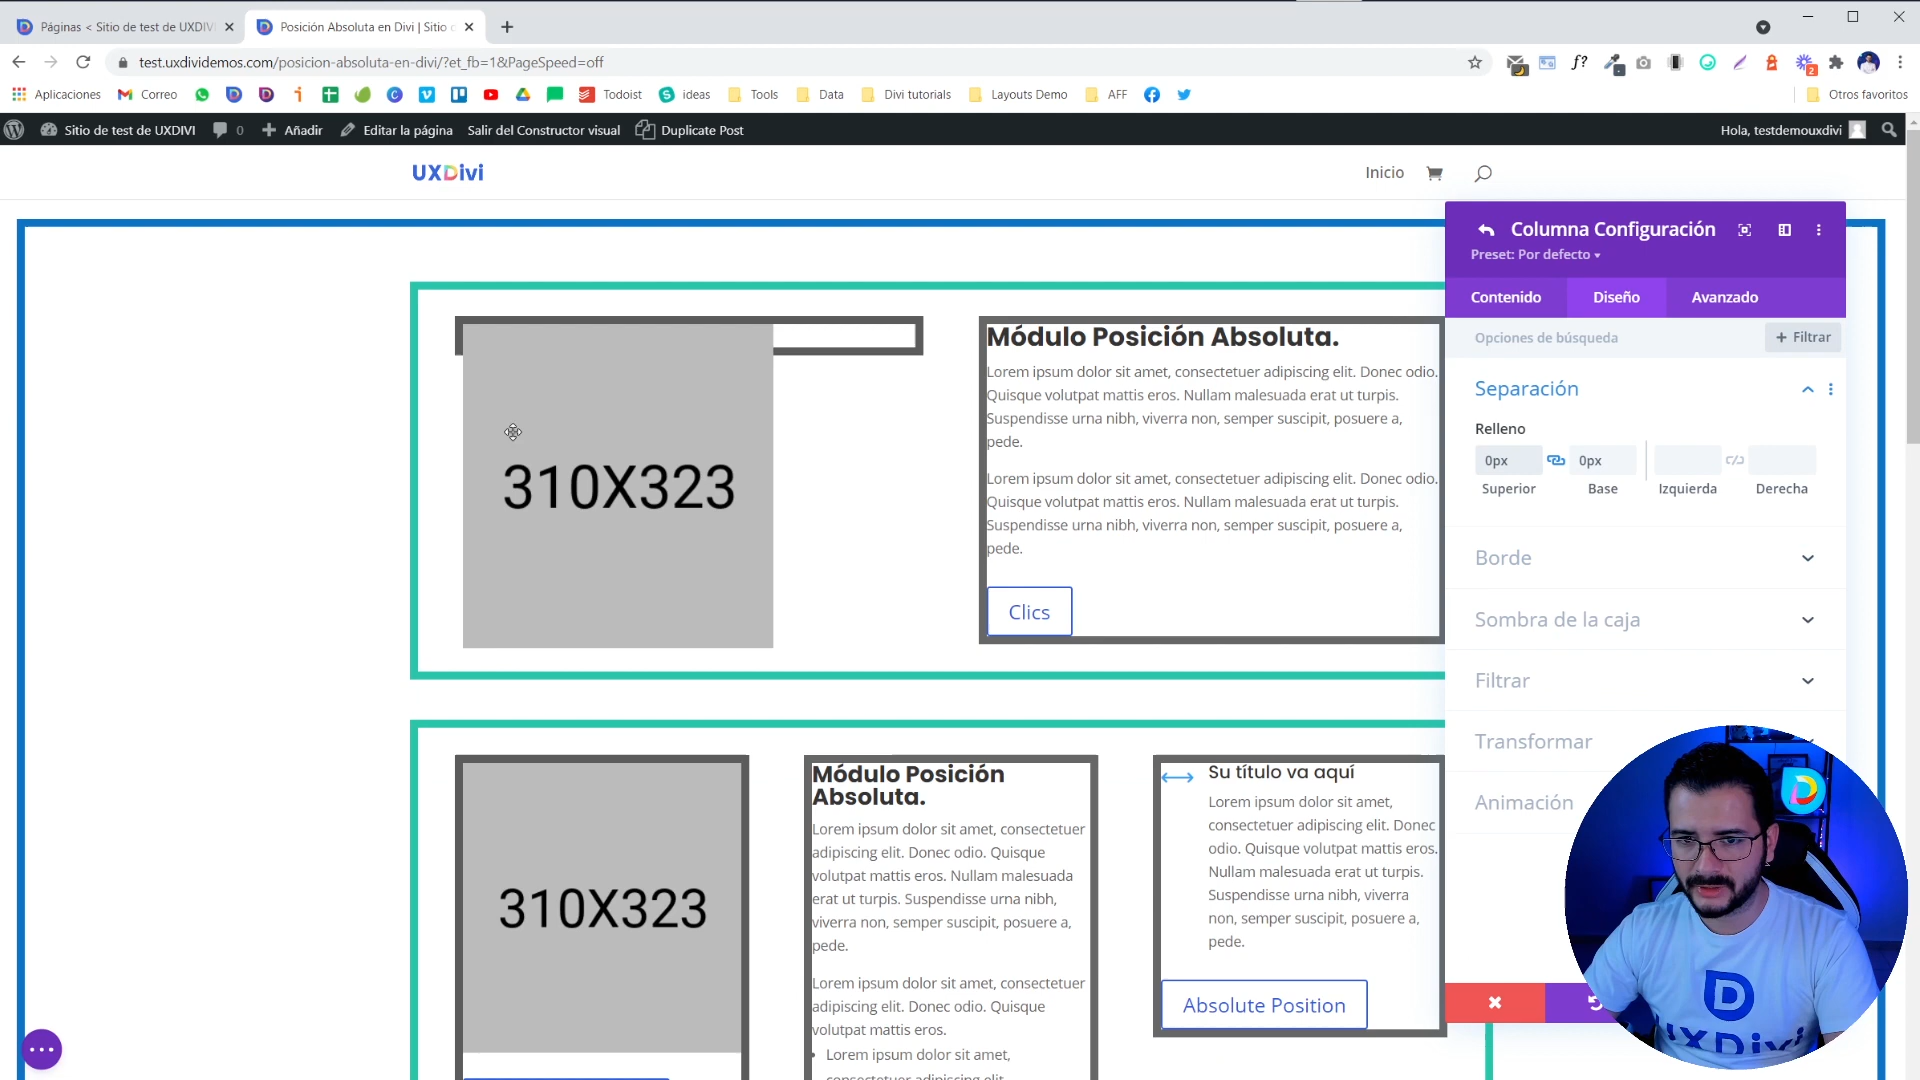 Páginas < Sitio de test de UXDIVI
Posición Absoluta en Divi | Sitio
test.uxdividemos.com/posicion-absoluta-en-divi/?et_fb=1&PageSpeed=off
f?
2
Aplicaciones
Correo
Todoist
ideas
Tools
Data
Divi tutorials
Layouts Demo
AFF
Otros favoritos
Sitio de test de UXDIVI
0
Añadir
Editar la página
Salir del Constructor visual
Duplicate Post
Hola, testdemouxdivi
UXDivi
Inicio
Columna Configuración
Preset: Por defecto
Contenido
Diseño
Avanzado
Opciones de búsqueda
+ Filtrar
Separación
Relleno
0px
0px
Superior
Base
Izquierda
Derecha
Borde
Sombra de la caja
Filtrar
Transformar
Animación
310X323
Módulo Posición Absoluta.
Lorem ipsum dolor sit amet, consectetuer adipiscing elit. Donec odio.
Quisque volutpat mattis eros. Nullam malesuada erat ut turpis.
Suspendisse urna nibh, viverra non, semper suscipit, posuere a,
pede.
Lorem ipsum dolor sit amet, consectetuer adipiscing elit. Donec odio.
Quisque volutpat mattis eros. Nullam malesuada erat ut turpis.
Suspendisse urna nibh, viverra non, semper suscipit, posuere a,
pede.
Clics
310X323
Módulo Posición
Absoluta.
Lorem ipsum dolor sit amet, consectetuer
adipiscing elit. Donec odio. Quisque
volutpat mattis eros. Nullam malesuada
erat ut turpis. Suspendisse urna nibh,
viverra non, semper suscipit, posuere a,
pede.
Lorem ipsum dolor sit amet, consectetuer
adipiscing elit. Donec odio. Quisque
volutpat mattis eros.
Lorem ipsum dolor sit amet,
consectetuer adipiscing elit.
Su título va aquí
Lorem ipsum dolor sit amet,
consectetuer adipiscing elit. Donec
odio. Quisque volutpat mattis eros.
Nullam malesuada erat ut turpis.
Suspendisse urna nibh, viverra
non, semper suscipit, posuere a,
pede.
Absolute Position
UXDivi